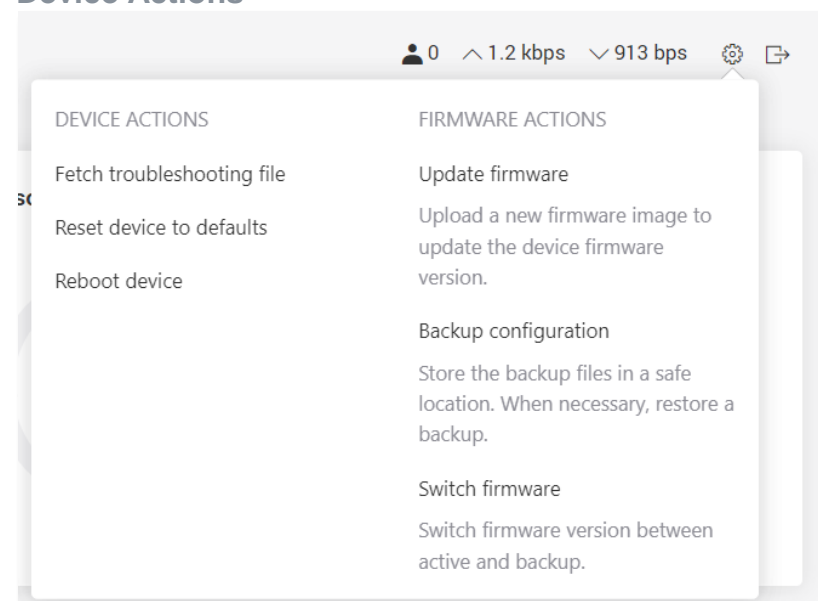 Device Actions
0 1.2 kbps 913 bps
DEVICE ACTIONS
Fetch troubleshooting file
Reset device to defaults
Reboot device
FIRMWARE ACTIONS
Update firmware
Upload a new firmware image to
update the device firmware
version.
Backup configuration
Store the backup files in a safe
location. When necessary, restore a
backup.
Switch firmware
Switch firmware version between
active and backup.